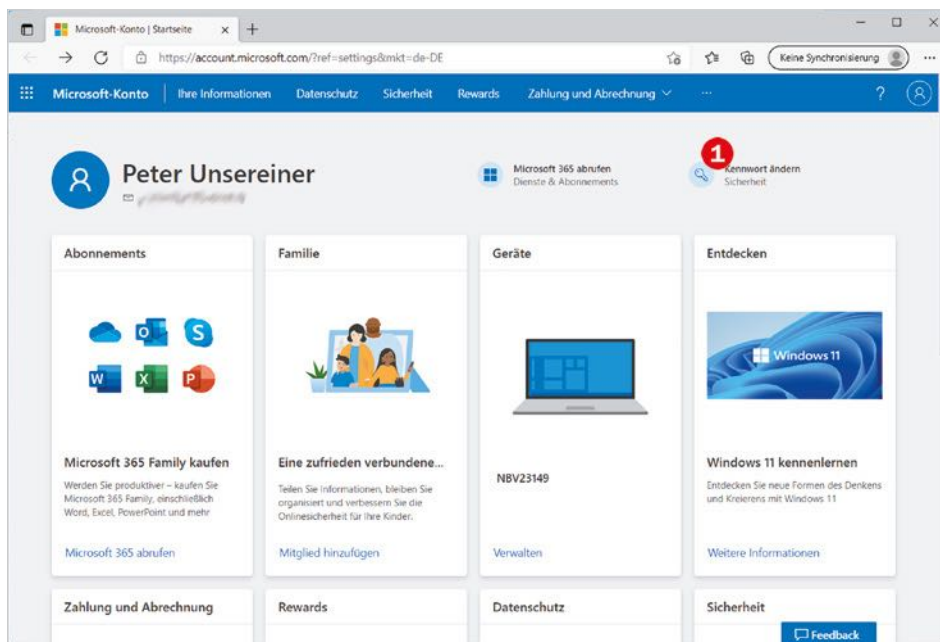 Microsoft-Konto | Startseite
https://account.microsoft.com/?ref=settings&mkt=de-DE
Keine Synchronisierung
Microsoft-Konto
Ihre Informationen
Datenschutz
Sicherheit
Rewards
Zahlung und Abrechnung
?
Peter Unsereiner
Microsoft 365 abrufen
Dienste & Abonnements
1
Kennwort ändern
Sicherheit
Abonnements
Microsoft 365 Family kaufen
Werden Sie produktiver – kaufen Sie
Microsoft 365 Family, einschließlich
Word, Excel, PowerPoint und mehr
Microsoft 365 abrufen
Familie
Eine zufrieden verbundene...
Teilen Sie Informationen, bleiben Sie
organisiert und verbessern Sie die
Onlinesicherheit für Ihre Kinder.
Mitglied hinzufügen
Geräte
NBV23149
Verwalten
Entdecken
Windows 11
Windows 11 kennenlernen
Entdecken Sie neue Formen des Denkens
und Kreierens mit Windows 11
Weitere Informationen
Zahlung und Abrechnung
Rewards
Datenschutz
Sicherheit
Feedback